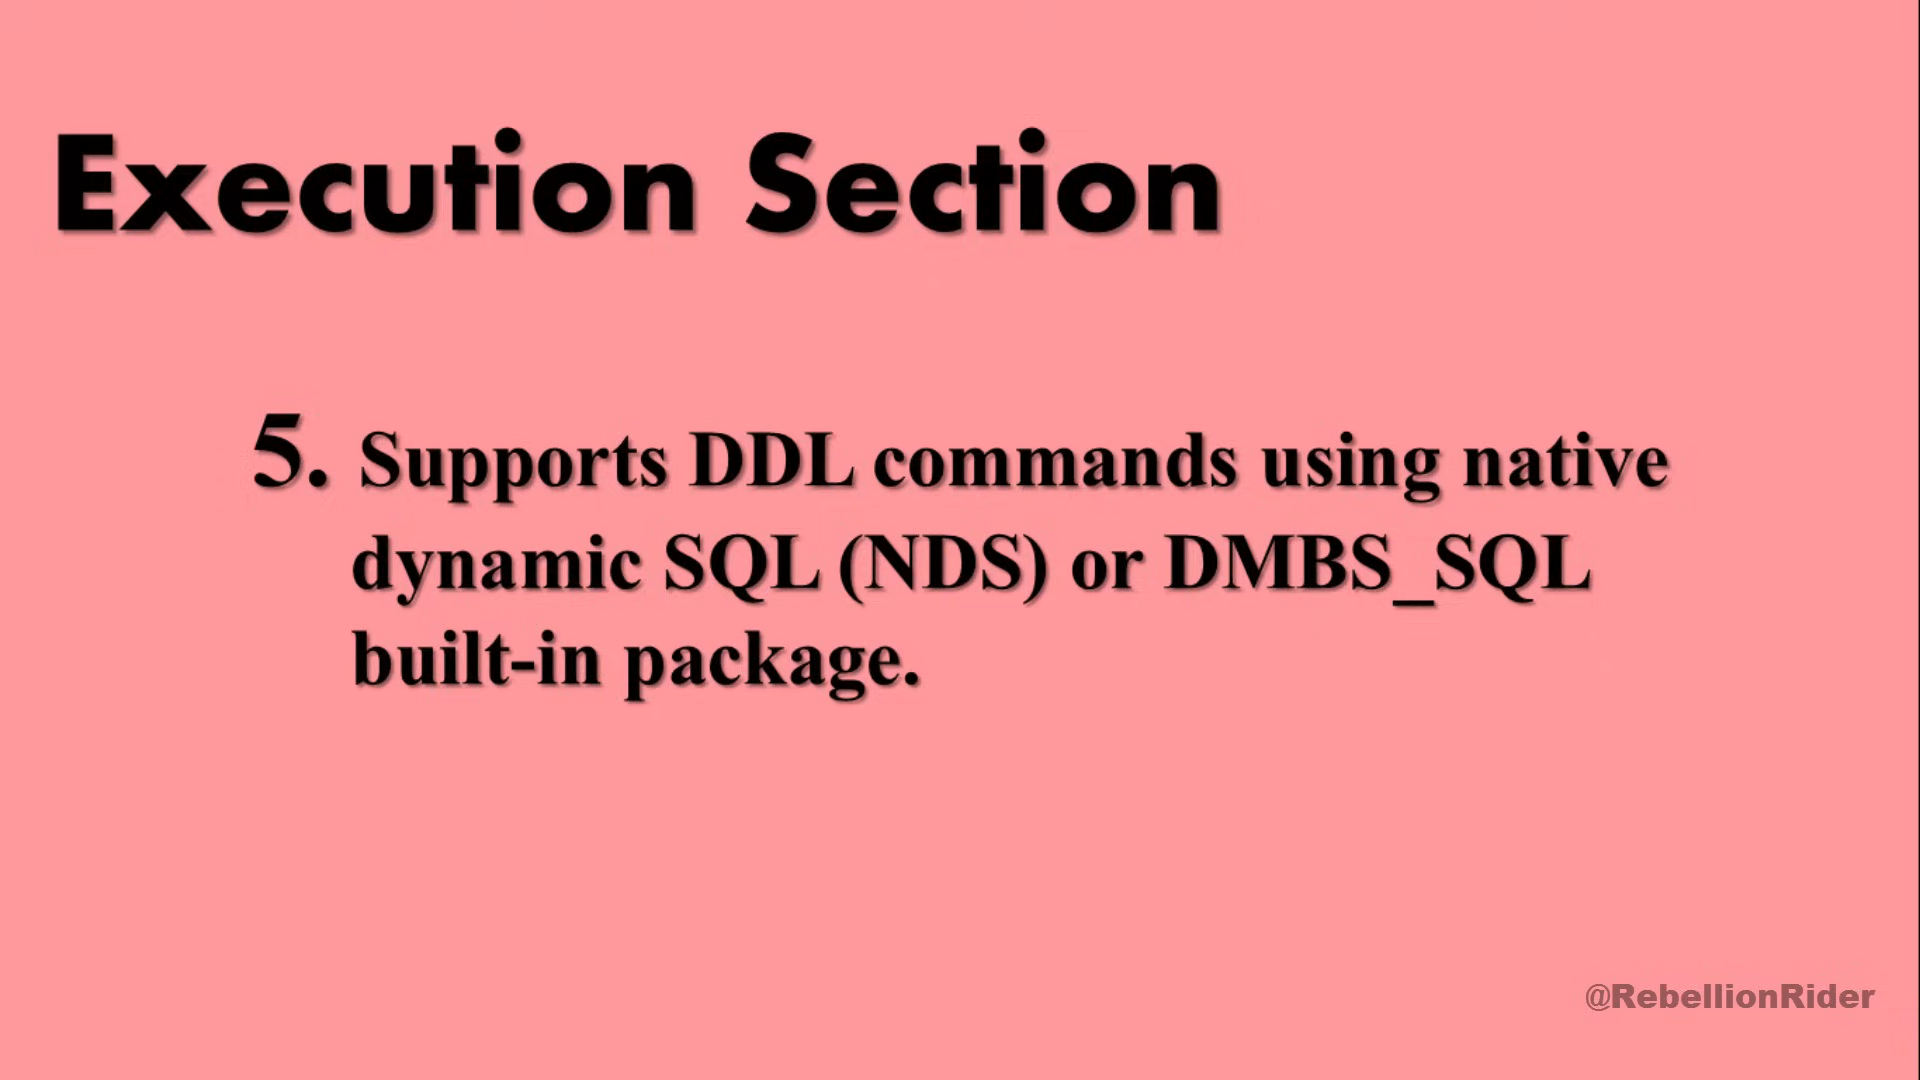 Execution Section
5. Supports DDL commands using native
dynamic SQL (NDS) or DMBS_SQL
built-in package.
@RebellionRider